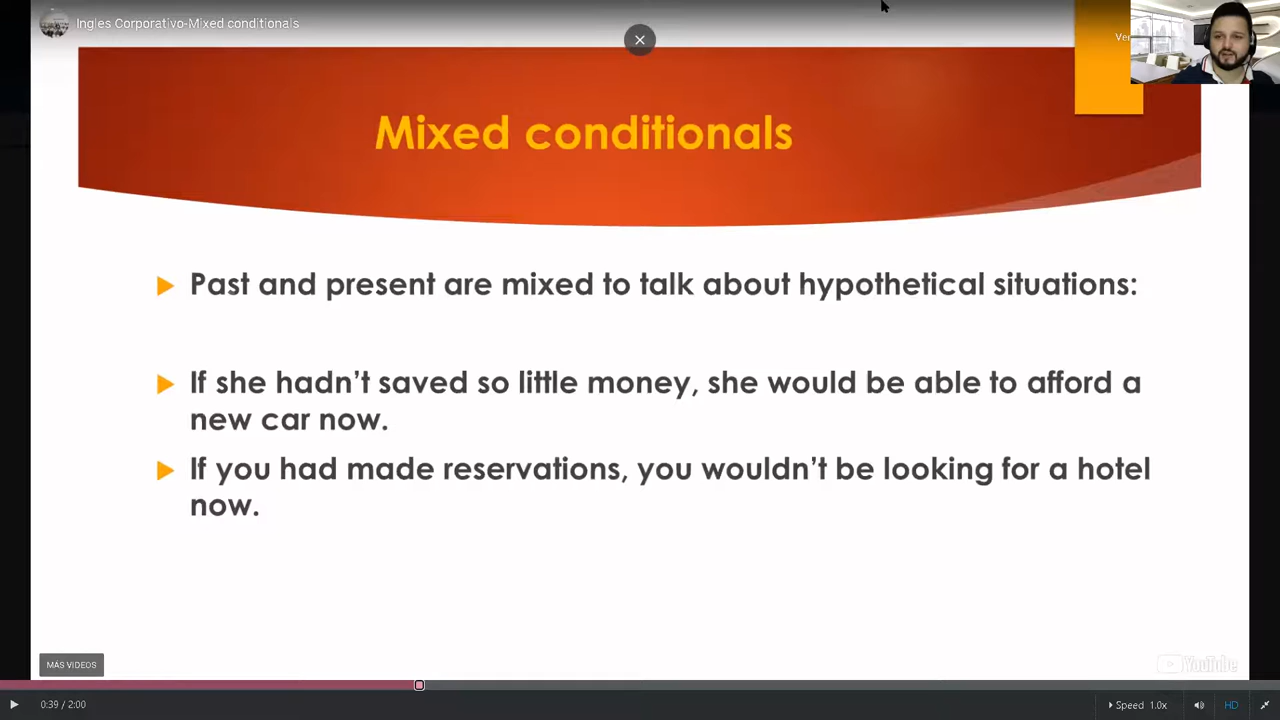 Ingles Corporativo-Mixed conditionals
Mixed conditionals
Past and present are mixed to talk about hypothetical situations:
If she hadn't saved so little money, she would be able to afford a
new car now.
If you had made reservations, you wouldn't be looking for a hotel
now.
MÁS VIDEOS
YouTube
0:39 / 2:00
Speed 1.0x
HD